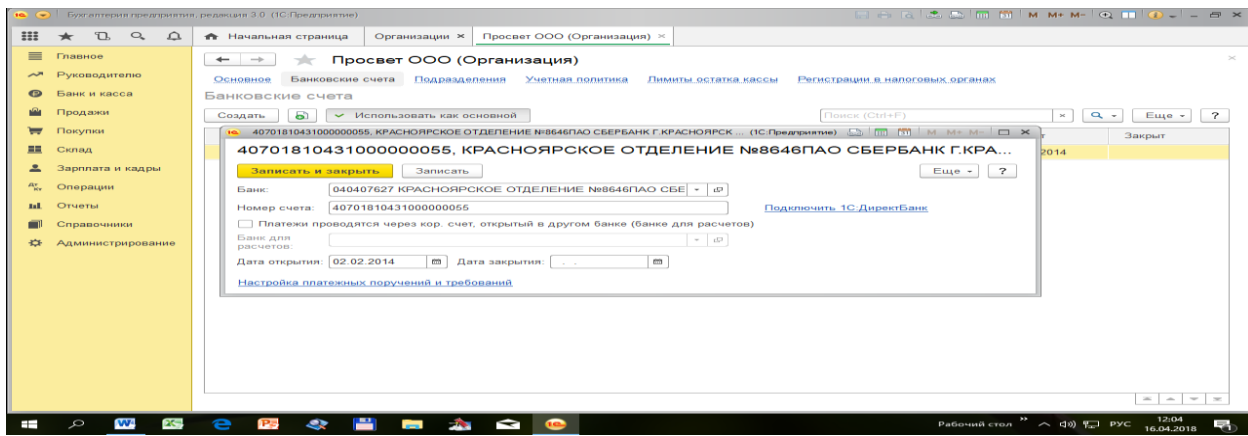 Бухгалтерия предприятия, редакция 3.0 (1С:Предприятие) M M+ M-
Начальная страница Организации × Просвет ООО (Организация) ×
Главное
Руководителю
Банк и касса
Продажи
Покупки
Склад
Зарплата и кадры
Операции
Отчеты
Справочники
Администрирование
Просвет ООО (Организация)
Основное Банковские счета Подразделения Учетная политика Лимиты остатка кассы Регистрации в налоговых органах
Банковские счета
Создать Использовать как основной Поиск (Ctrl+F) × Еще ?
Закрыт
2014
40701810431000000055, КРАСНОЯРСКОЕ ОТДЕЛЕНИЕ №8646ПАО СБЕРБАНК Г.КРАСНОЯРСК ... (1С:Предприятие) M M+ M-
40701810431000000055, КРАСНОЯРСКОЕ ОТДЕЛЕНИЕ №8646ПАО СБЕРБАНК Г.КРА...
Записать и закрыть Записать Еще ?
Банк: 040407627 КРАСНОЯРСКОЕ ОТДЕЛЕНИЕ №8646ПАО СБЕ
Номер счета: 40701810431000000055 Подключить 1С:ДиректБанк
Платежи проводятся через кор. счет, открытый в другом банке (банке для расчетов)
Банк для
расчетов:
Дата открытия: 02.02.2014 Дата закрытия: . .
Настройка платежных поручений и требований
Рабочий стол » РУС 12:04
16.04.2018